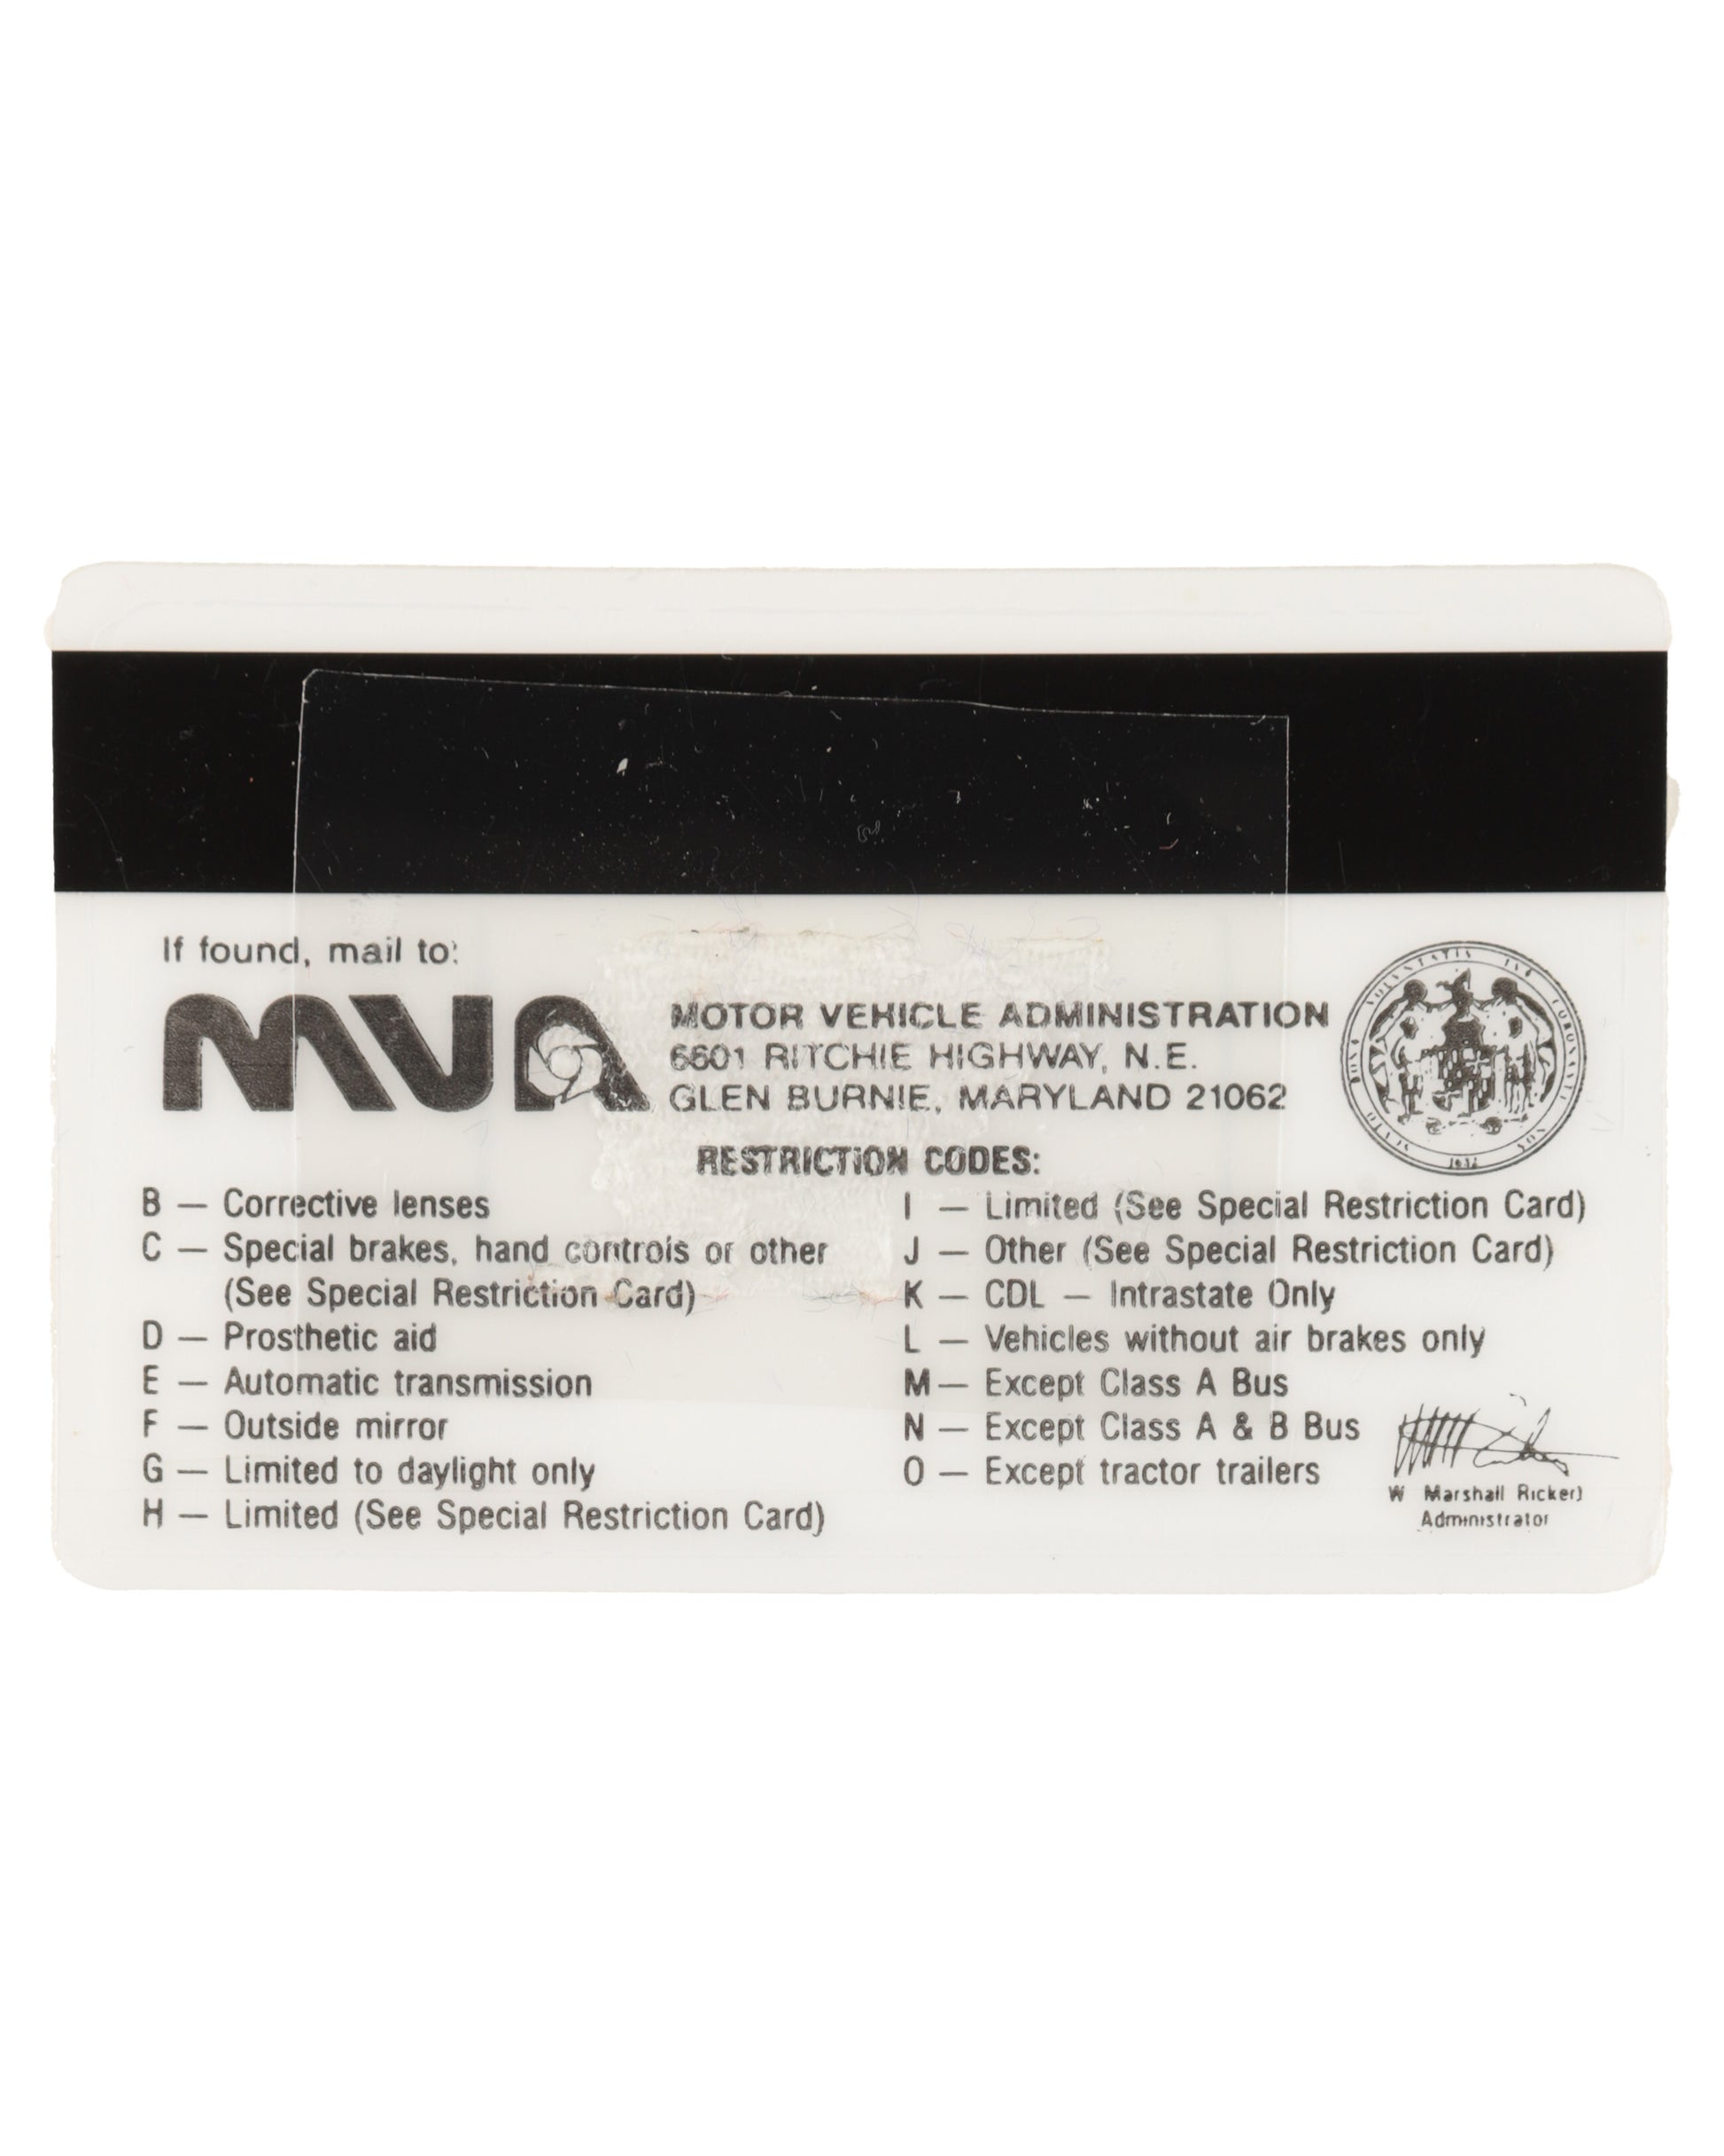 If found, mail to:
MVA
MOTOR VEHICLE ADMINISTRATION
6601 RITCHIE HIGHWAY, N.E.
GLEN BURNIE, MARYLAND 21062
RESTRICTION CODES:
B — Corrective lenses
C — Special brakes, hand controls or other
(See Special Restriction Card)
D — Prosthetic aid
E — Automatic transmission
F — Outside mirror
G — Limited to daylight only
H — Limited (See Special Restriction Card)
I — Limited (See Special Restriction Card)
J — Other (See Special Restriction Card)
K — CDL — Intrastate Only
L — Vehicles without air brakes only
M — Except Class A Bus
N — Except Class A & B Bus
O — Except tractor trailers
W Marshall
Administrator
1632